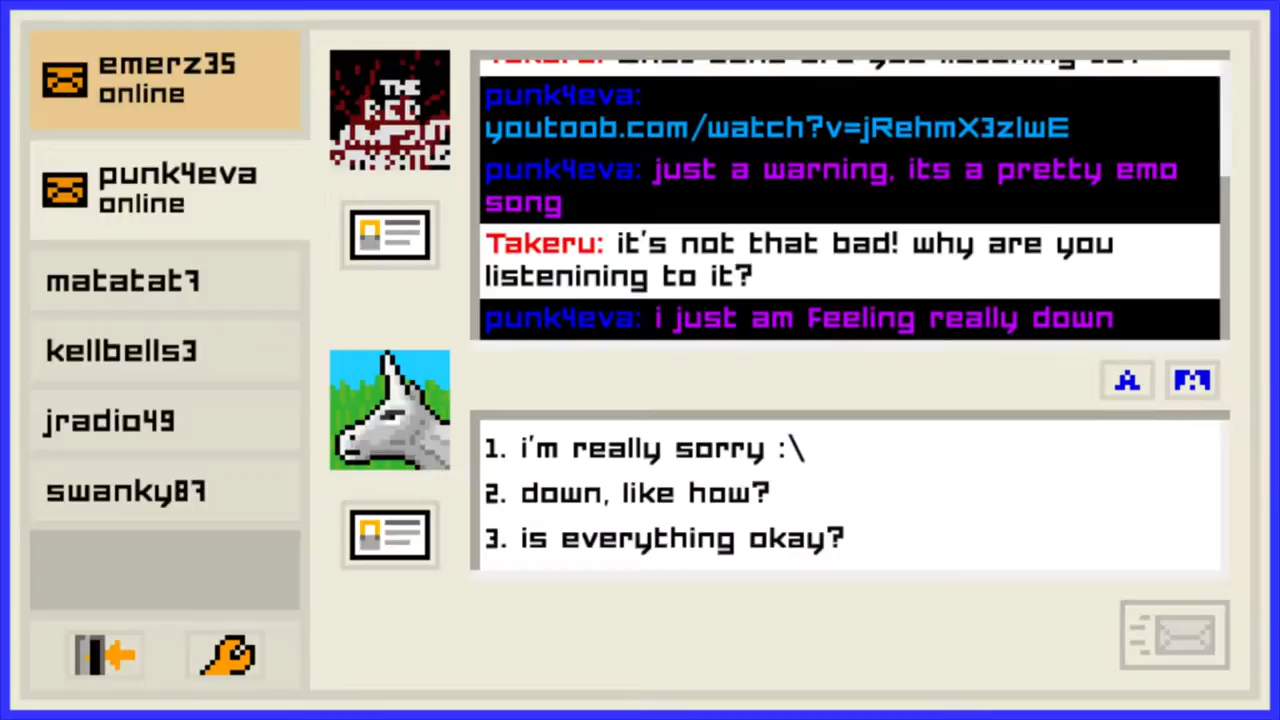 emerz35
online
punk4eva
online
matatat7
kellbells3
jradio49
swanky87
THE
RED
punk4eva:
youtoob.com/watch?v=jRehmX3zlwE
punk4eva: just a warning, its a pretty emo
song
Takeru: it's not that bad! why are you
listenining to it?
punk4eva: i just am feeling really down
A
1. i'm really sorry :\
2. down, like how?
3. is everything okay?